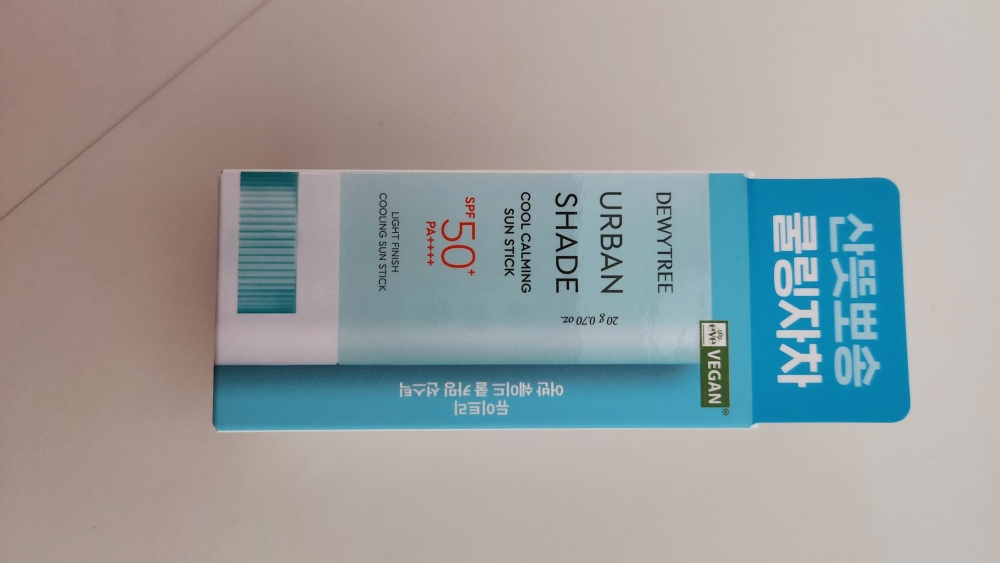 산뜻뽀송
쿨링자차
EVE
VEGAN®
DEWYTREE
URBAN
SHADE
COOL CALMING
SUN STICK
SPF
50+
PA++++
LIGHT FINISH
COOLING SUN STICK
20 g 0.70 oz.
듀이트리
어반 쉐이드 쿨 카밍 선스틱